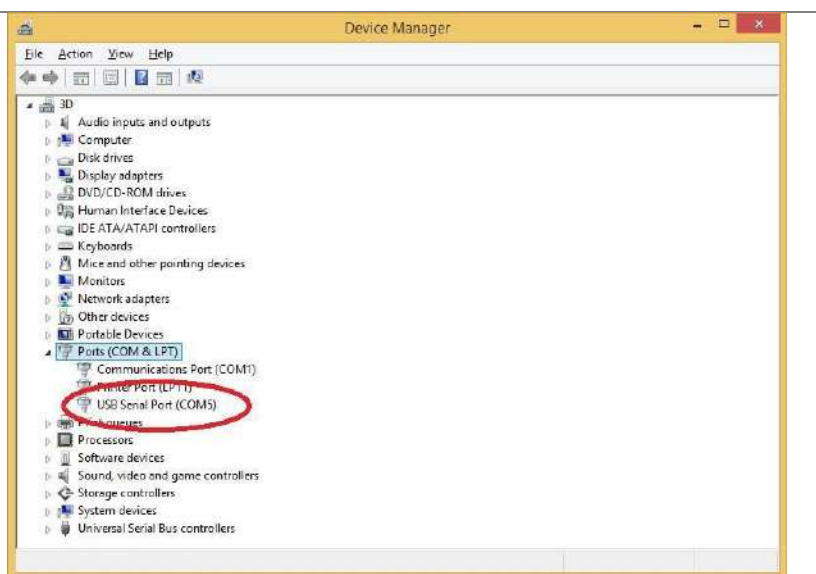 Device Manager
File Action View Help
3D
Audio inputs and outputs
Computer
Disk drives
Display adapters
DVD/CD-ROM drives
Human Interface Devices
IDE ATA/ATAPI controllers
Keyboards
Mice and other pointing devices
Monitors
Network adapters
Other devices
Portable Devices
Ports (COM & LPT)
Communications Port (COM1)
Printer Port (LPT1)
USB Serial Port (COM5)
Print queues
Processors
Software devices
Sound, video and game controllers
Storage controllers
System devices
Universal Serial Bus controllers